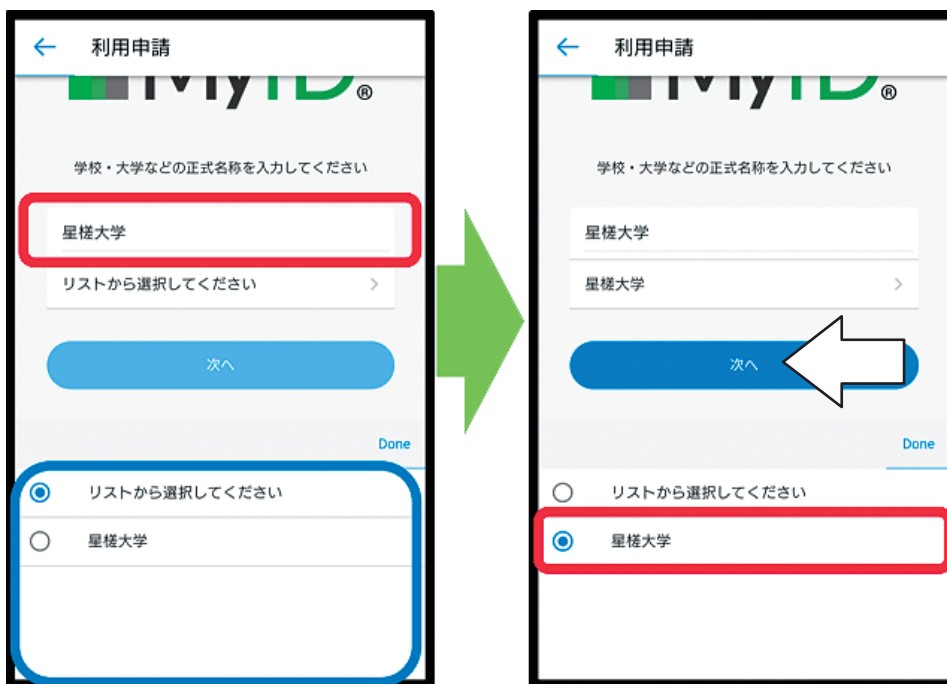 利用申請
MyID®
学校・大学などの正式名称を入力してください
星槎大学
リストから選択してください
次へ
Done
リストから選択してください
星槎大学
利用申請
MyID®
学校・大学などの正式名称を入力してください
星槎大学
星槎大学
次へ
Done
リストから選択してください
星槎大学